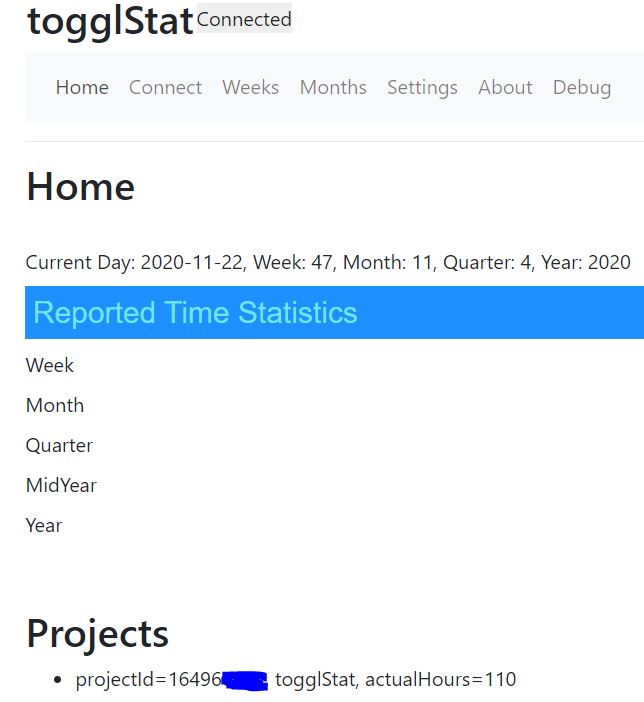 togglStat Connected
Home Connect Weeks Months Settings About Debug
Home
Current Day: 2020-11-22, Week: 47, Month: 11, Quarter: 4, Year: 2020
Reported Time Statistics
Week
Month
Quarter
MidYear
Year
Projects
projectId=16496 togglStat, actualHours=110